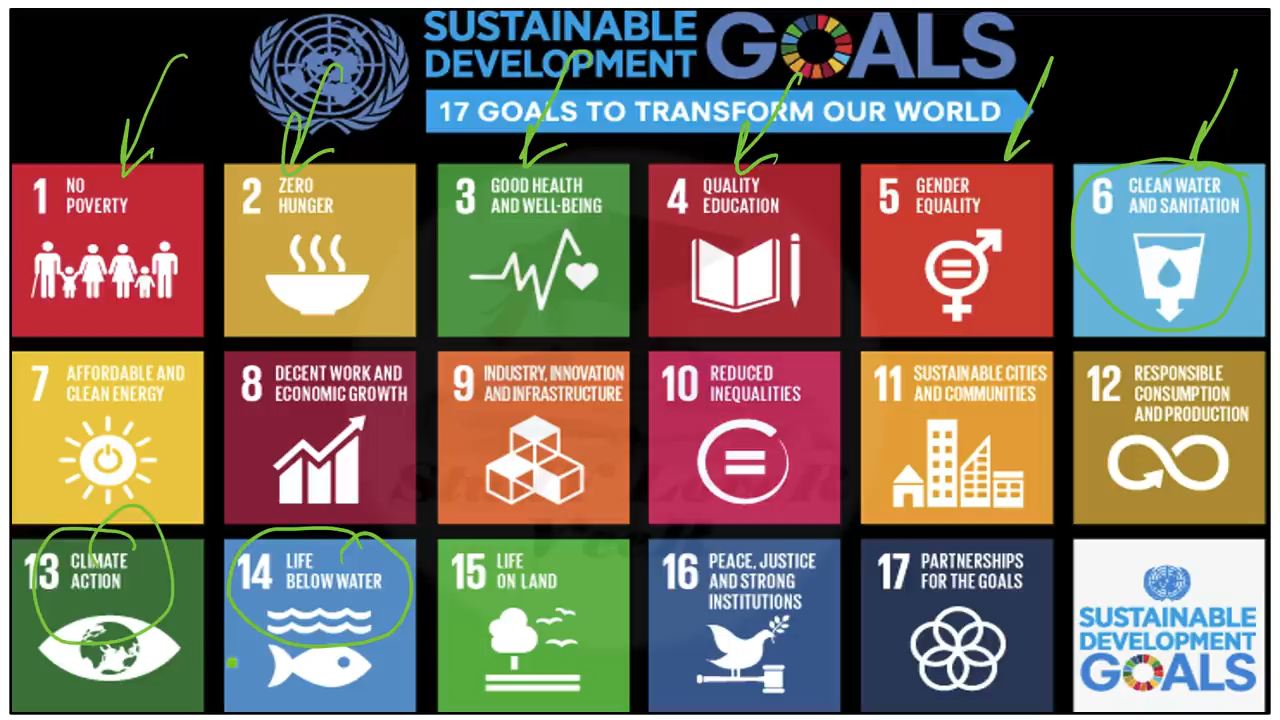 SUSTAINABLE
DEVELOPMENT
GOALS
17 GOALS TO TRANSFORM OUR WORLD
1 NO
POVERTY
2 ZERO
HUNGER
3 GOOD HEALTH
AND WELL-BEING
4 QUALITY
EDUCATION
5 GENDER
EQUALITY
6 CLEAN WATER
AND SANITATION
7 AFFORDABLE AND
CLEAN ENERGY
8 DECENT WORK AND
ECONOMIC GROWTH
9 INDUSTRY, INNOVATION
AND INFRASTRUCTURE
10 REDUCED
INEQUALITIES
11 SUSTAINABLE CITIES
AND COMMUNITIES
12 RESPONSIBLE
CONSUMPTION
AND PRODUCTION
13 CLIMATE
ACTION
14 LIFE
BELOW WATER
15 LIFE
ON LAND
16 PEACE, JUSTICE
AND STRONG
INSTITUTIONS
17 PARTNERSHIPS
FOR THE GOALS
SUSTAINABLE
DEVELOPMENT
GOALS